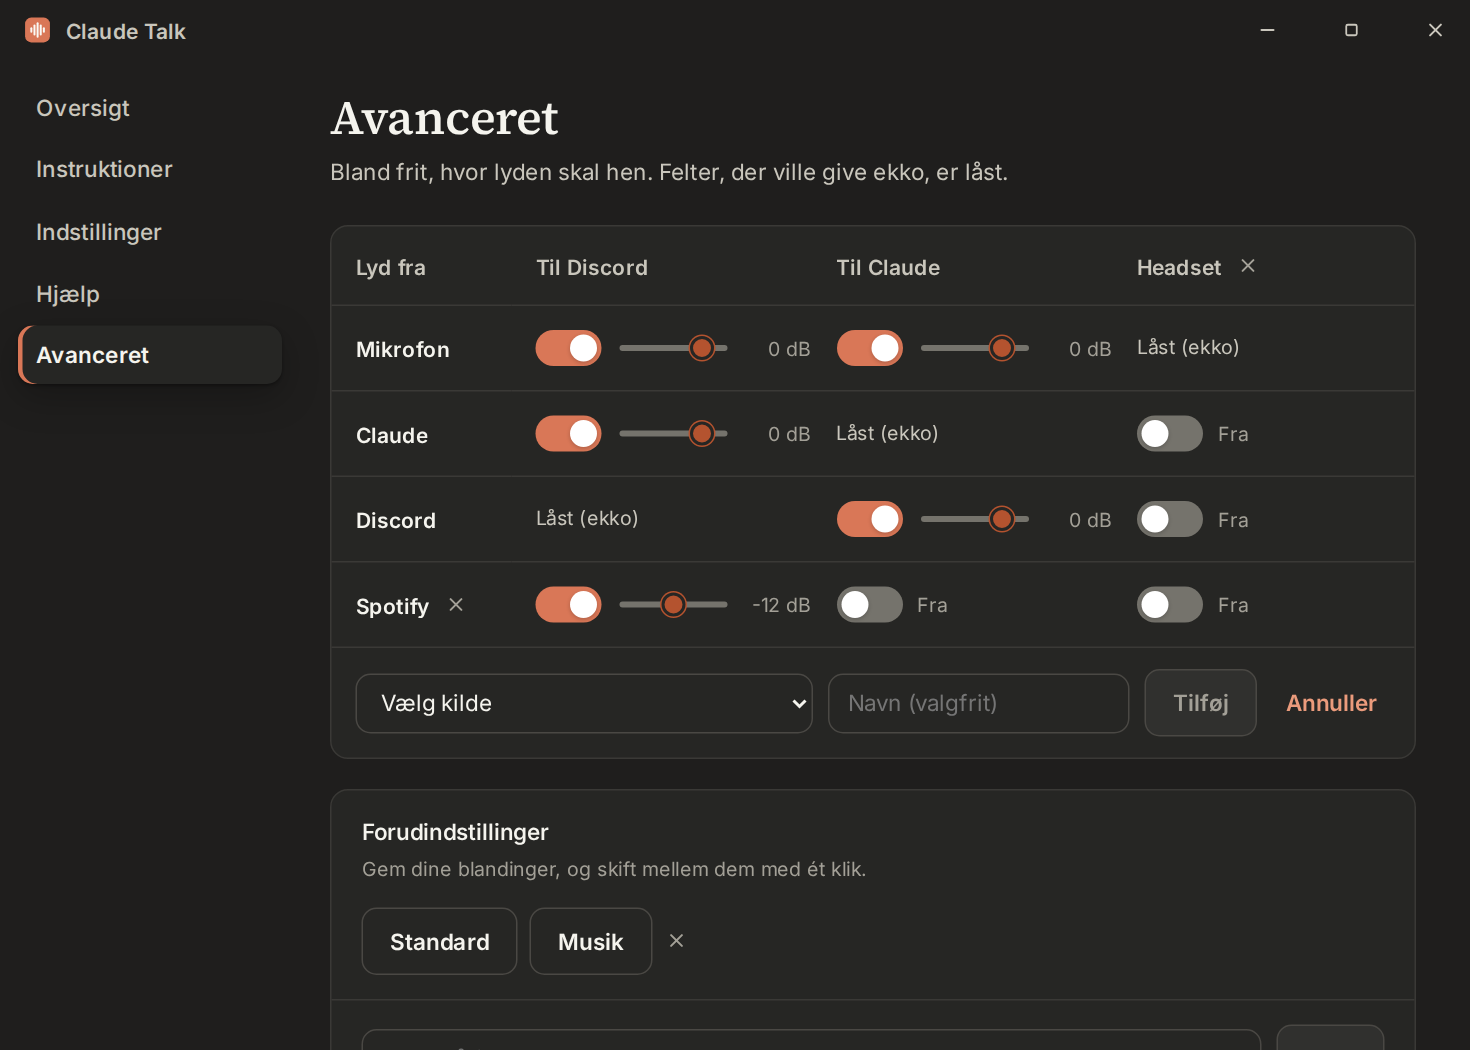 Claude Talk
Oversigt
Instruktioner
Indstillinger
Hjælp
Avanceret
Avanceret
Bland frit, hvor lyden skal hen. Felter, der ville give ekko, er låst.
Lyd fra Til Discord Til Claude Headset
Mikrofon 0 dB 0 dB Låst (ekko)
Claude 0 dB Låst (ekko) Fra
Discord Låst (ekko) 0 dB Fra
Spotify -12 dB Fra Fra
Vælg kilde Navn (valgfrit) Tilføj Annuller
Forudindstillinger
Gem dine blandinger, og skift mellem dem med ét klik.
Standard Musik